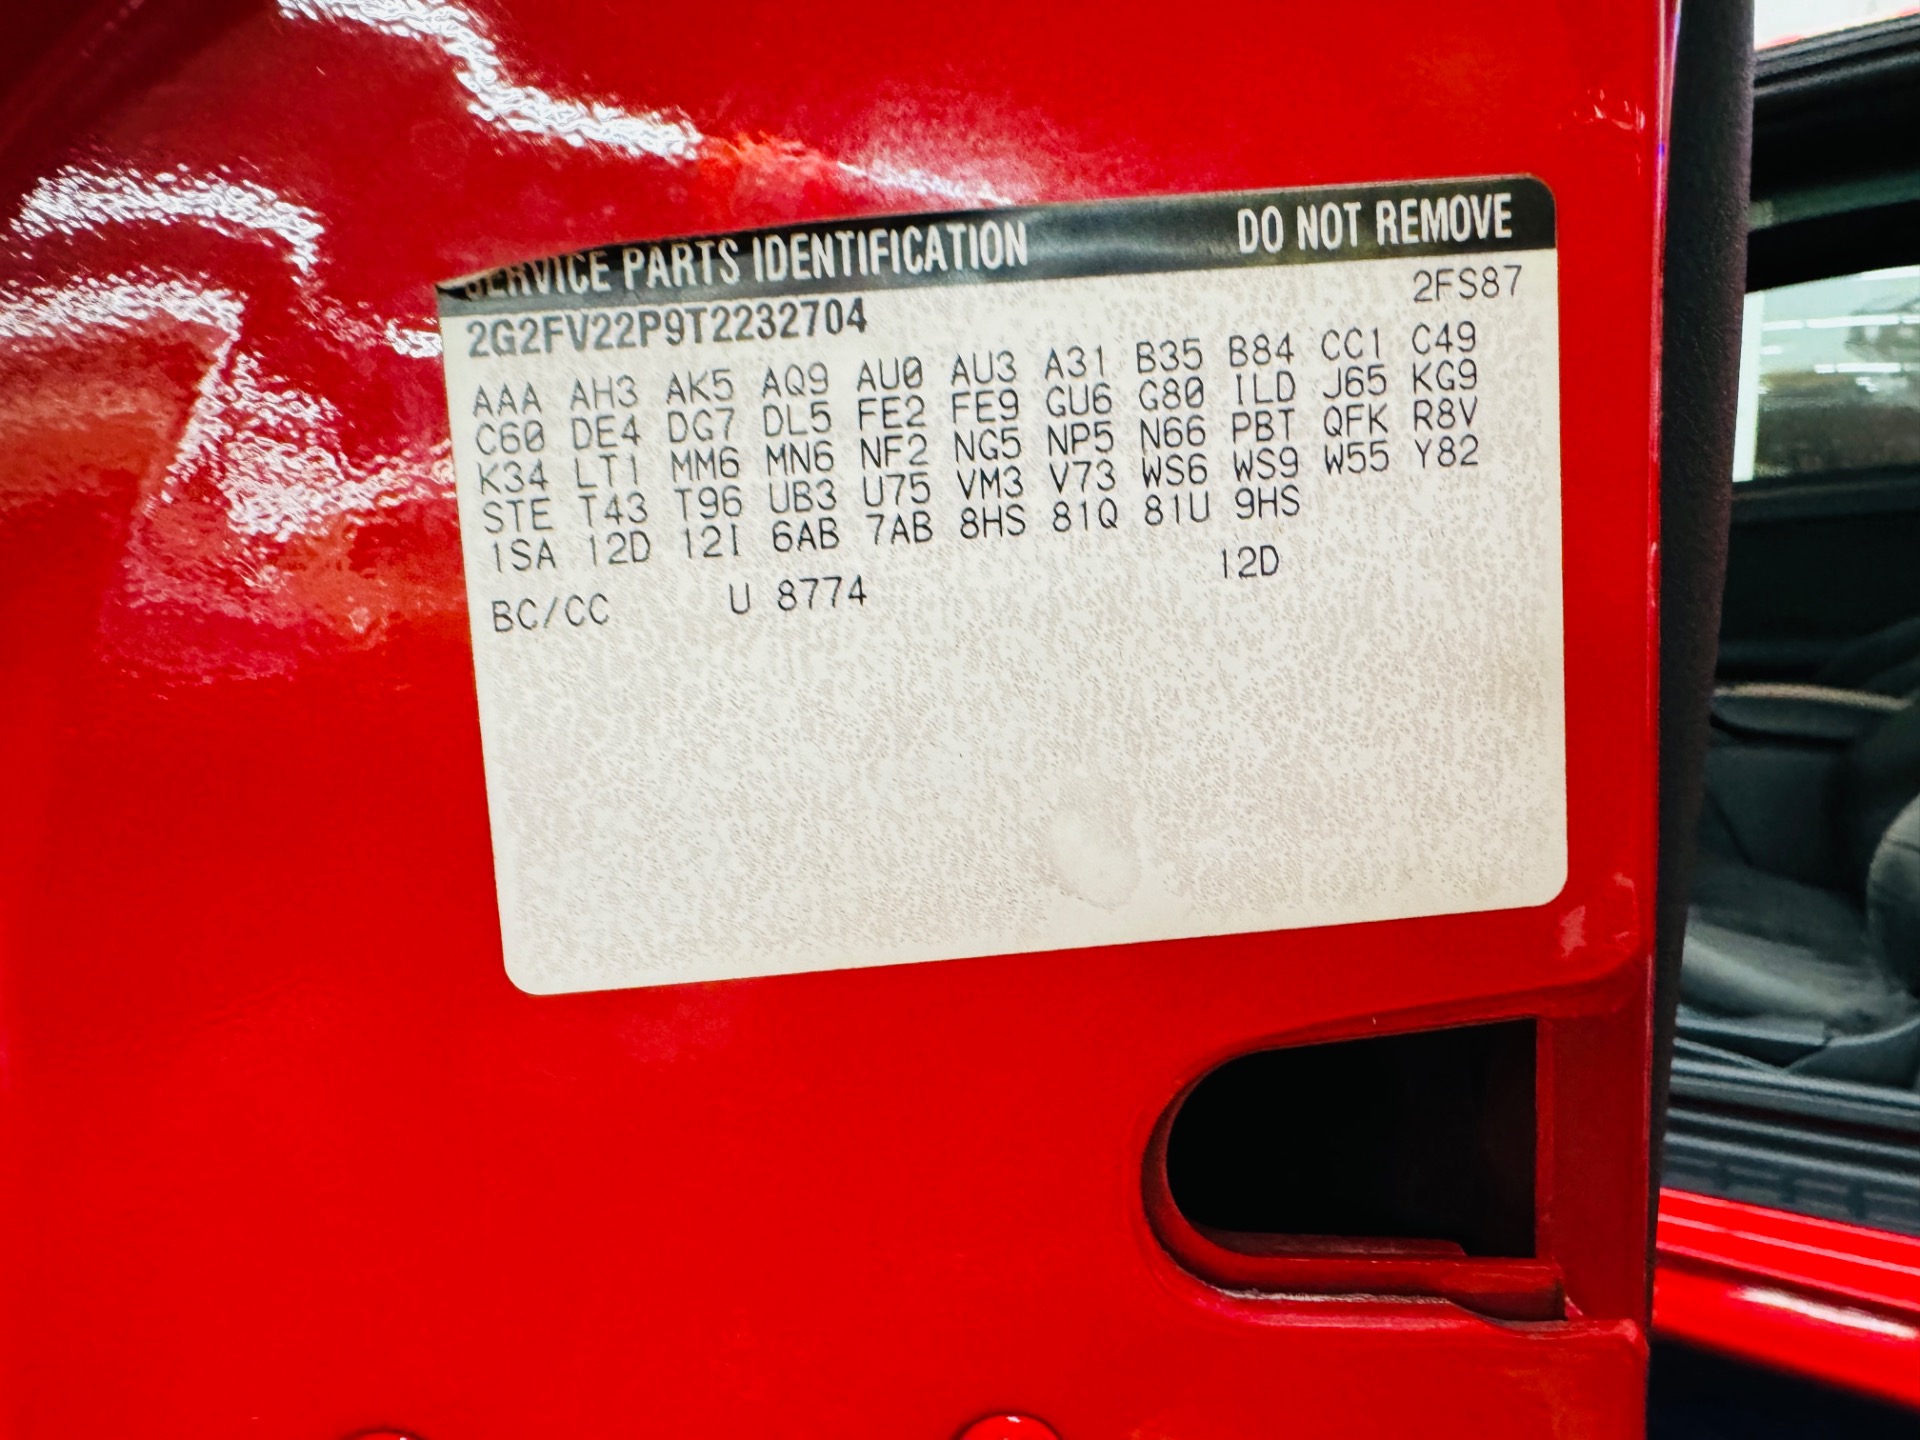 SERVICE PARTS IDENTIFICATION DO NOT REMOVE
2G2FV22P9T2232704 2FS87
AAA AH3 AK5 AQ9 AU0 AU3 A31 B35 B84 CC1 C49
C60 DE4 DG7 DL5 FE2 FE9 GU6 G80 ILD J65 KG9
K34 LT1 MM6 MN6 NF2 NG5 NP5 N66 PBT QFK R8V
STE T43 T96 UB3 U75 VM3 V73 WS6 WS9 W55 Y82
1SA 12D 12I 6AB 7AB 8HS 81Q 81U 9HS
BC/CC U 8774 12D